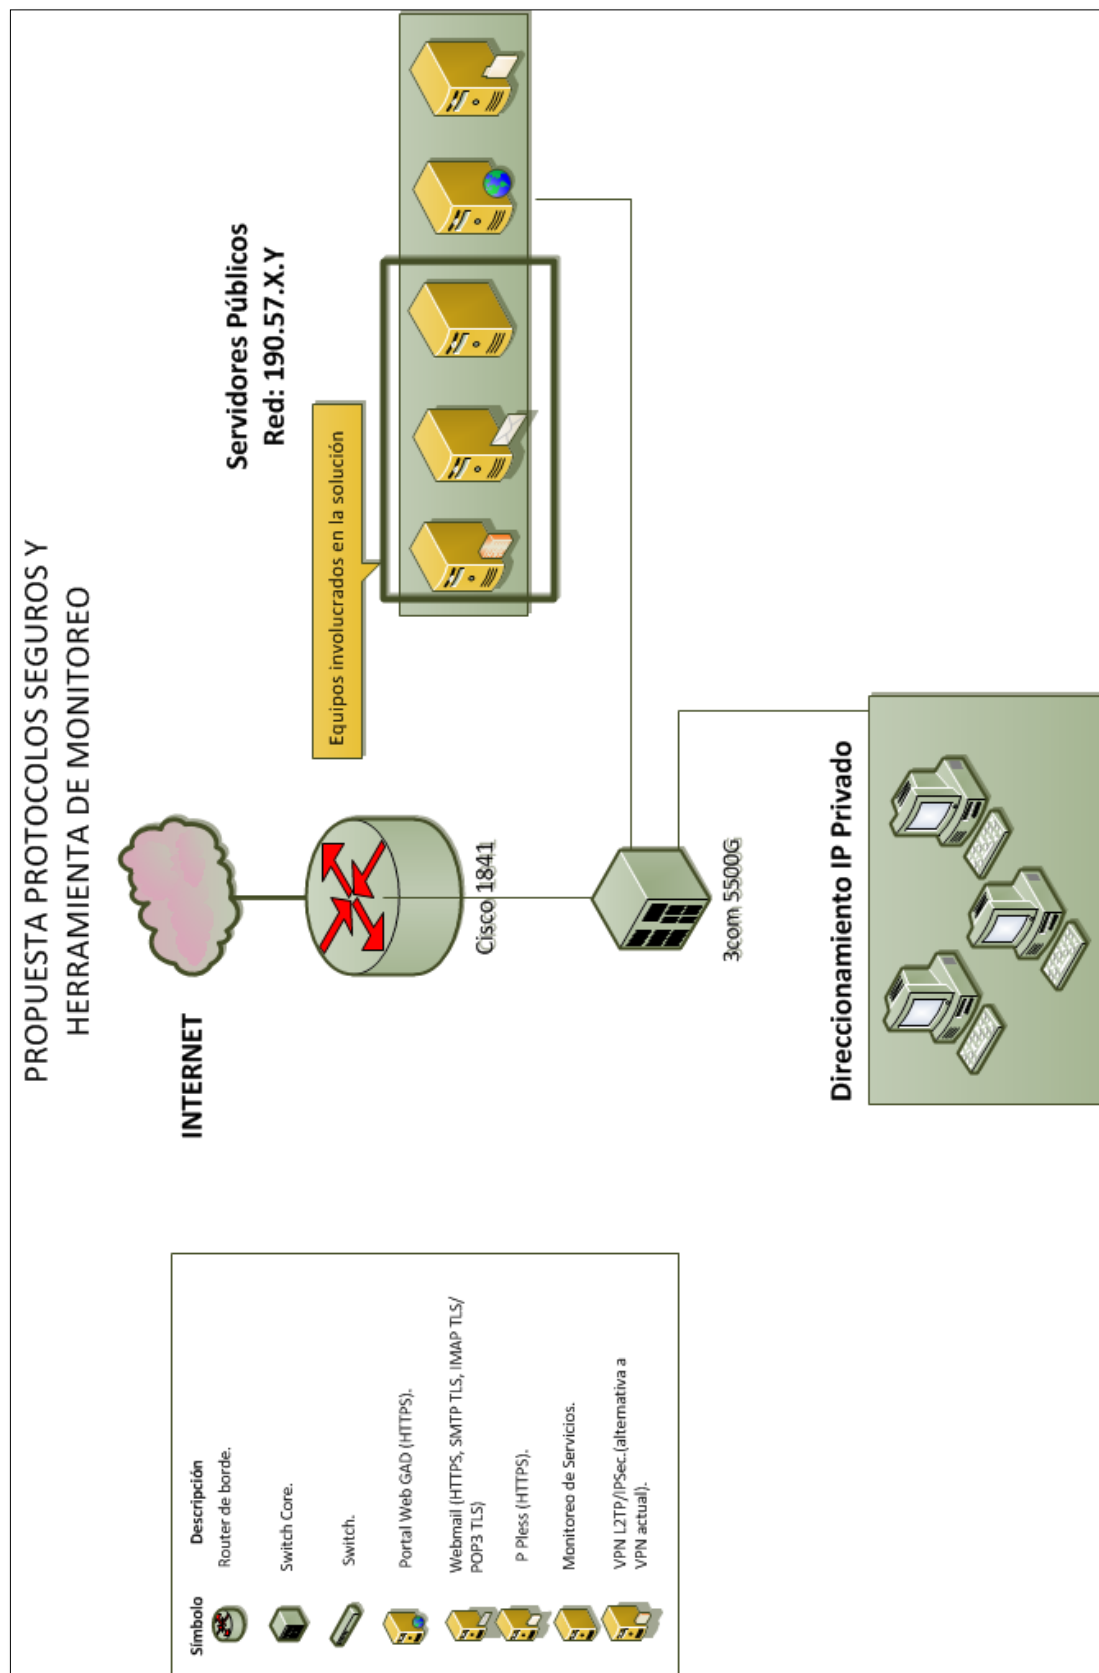 PROPUESTA PROTOCOLOS SEGUROS Y
HERRAMIENTA DE MONITOREO
INTERNET
Cisco 1841
3com 5500G
Servidores Públicos
Red: 190.57.X.Y
Equipos involucrados en la solución
Direccionamiento IP Privado
Símbolo Descripción
Router de borde.
Switch Core.
Switch.
Portal Web GAD (HTTPS).
Webmail (HTTPS, SMTP TLS, IMAP TLS/
POP3 TLS)
P Pless (HTTPS).
Monitoreo de Servicios.
VPN L2TP/IPSec.(alternativa a
VPN actual).